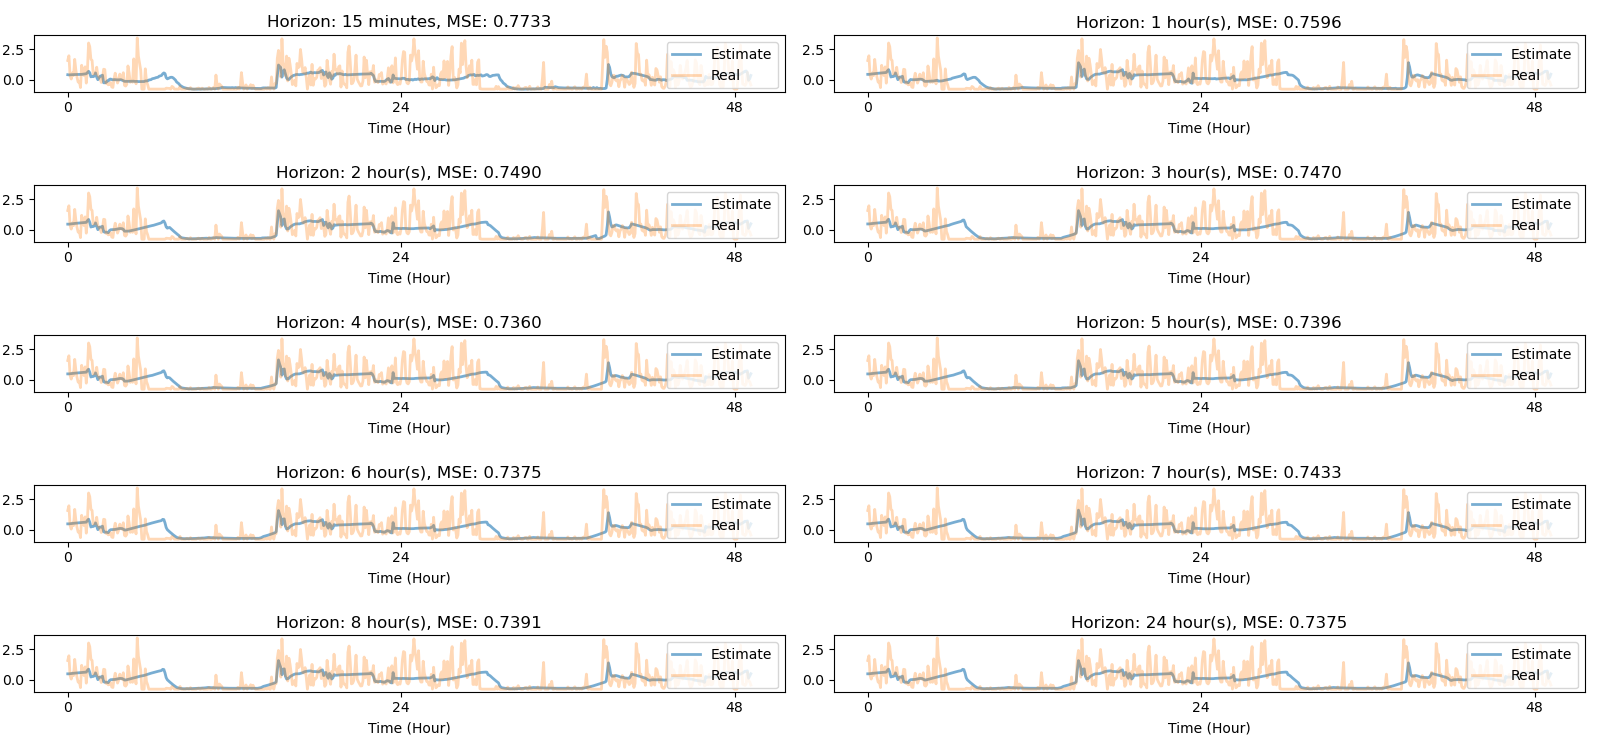 Horizon: 15 minutes, MSE: 0.7733
2.5
0.0
Estimate
Real
0 24 48
Time (Hour)
Horizon: 1 hour(s), MSE: 0.7596
2.5
0.0
Estimate
Real
0 24 48
Time (Hour)
Horizon: 2 hour(s), MSE: 0.7490
2.5
0.0
Estimate
Real
0 24 48
Time (Hour)
Horizon: 3 hour(s), MSE: 0.7470
2.5
0.0
Estimate
Real
0 24 48
Time (Hour)
Horizon: 4 hour(s), MSE: 0.7360
2.5
0.0
Estimate
Real
0 24 48
Time (Hour)
Horizon: 5 hour(s), MSE: 0.7396
2.5
0.0
Estimate
Real
0 24 48
Time (Hour)
Horizon: 6 hour(s), MSE: 0.7375
2.5
0.0
Estimate
Real
0 24 48
Time (Hour)
Horizon: 7 hour(s), MSE: 0.7433
2.5
0.0
Estimate
Real
0 24 48
Time (Hour)
Horizon: 8 hour(s), MSE: 0.7391
2.5
0.0
Estimate
Real
0 24 48
Time (Hour)
Horizon: 24 hour(s), MSE: 0.7375
2.5
0.0
Estimate
Real
0 24 48
Time (Hour)